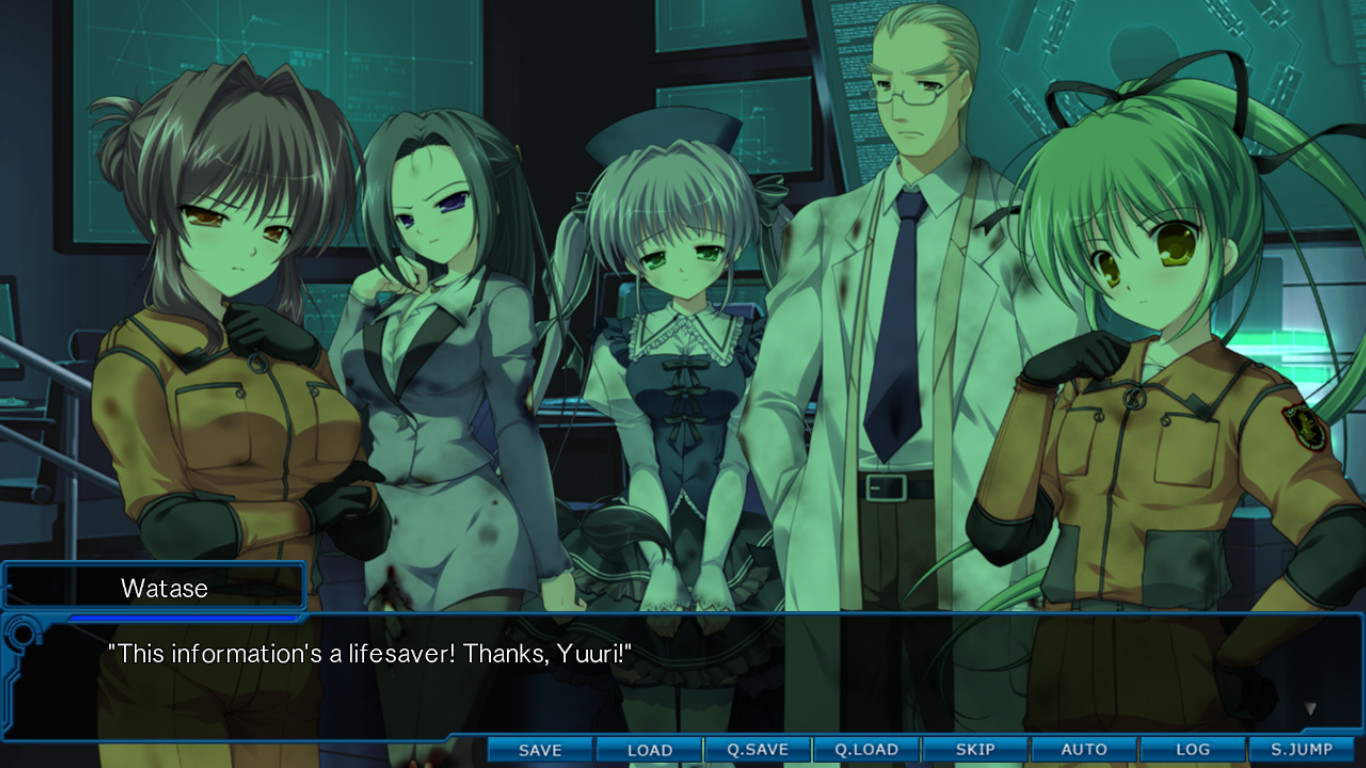 Watase
"This information's a lifesaver! Thanks, Yuuri!"
SAVE LOAD Q.SAVE Q.LOAD SKIP AUTO LOG S.JUMP